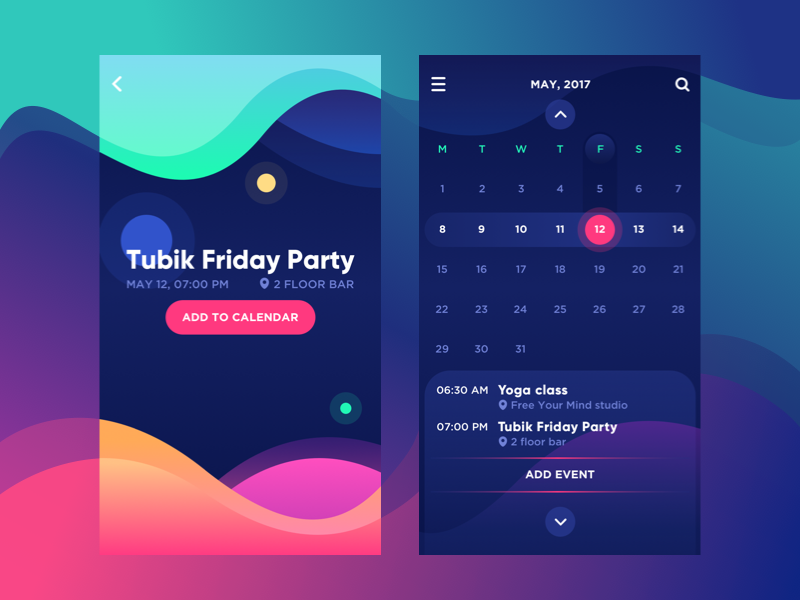 Tubik Friday Party
MAY 12, 07:00 PM 2 FLOOR BAR
ADD TO CALENDAR
MAY, 2017
M T W T F S S
1 2 3 4 5 6 7
8 9 10 11 12 13 14
15 16 17 18 19 20 21
22 23 24 25 26 27 28
29 30 31
06:30 AM Yoga class
Free Your Mind studio
07:00 PM Tubik Friday Party
2 floor bar
ADD EVENT